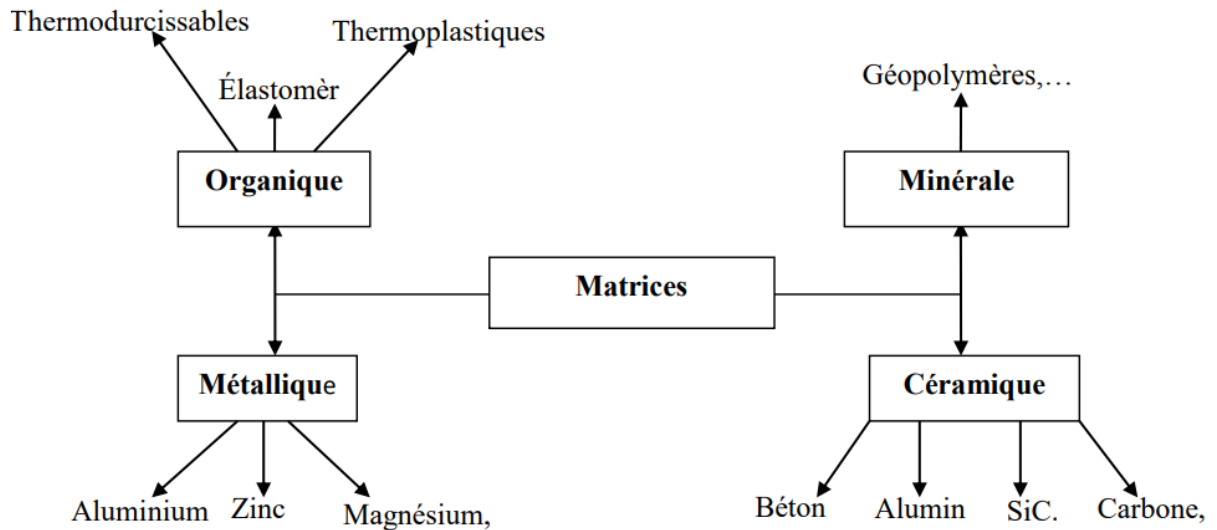 Thermodurcissables
Thermoplastiques
Élastomèr
Géopolymères,…
Organique
Minérale
Matrices
Métallique
Céramique
Aluminium
Zinc
Magnésium,
Béton
Alumin
SiC.
Carbone,